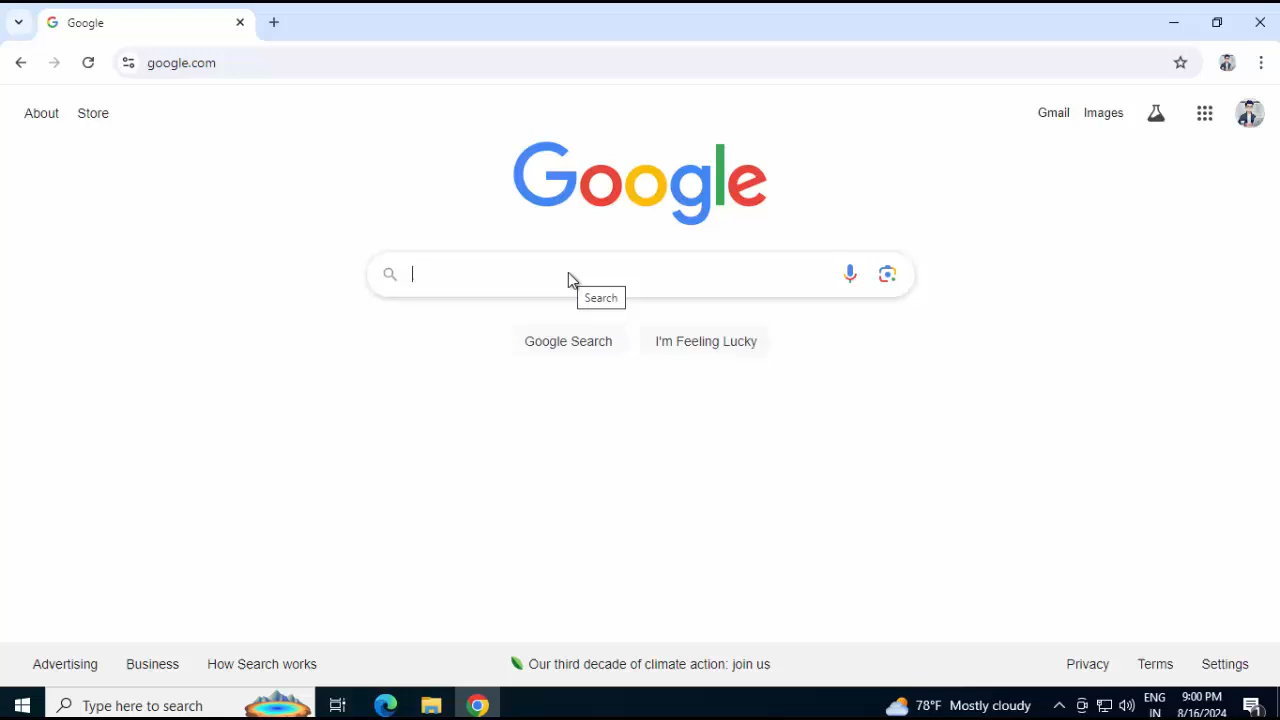 Google
google.com
About Store Gmail Images
Google
Search
Google Search I'm Feeling Lucky
Advertising Business How Search works Our third decade of climate action: join us Privacy Terms Settings
Type here to search 78°F Mostly cloudy ENG 9:00 PM
IN 8/16/2024 1